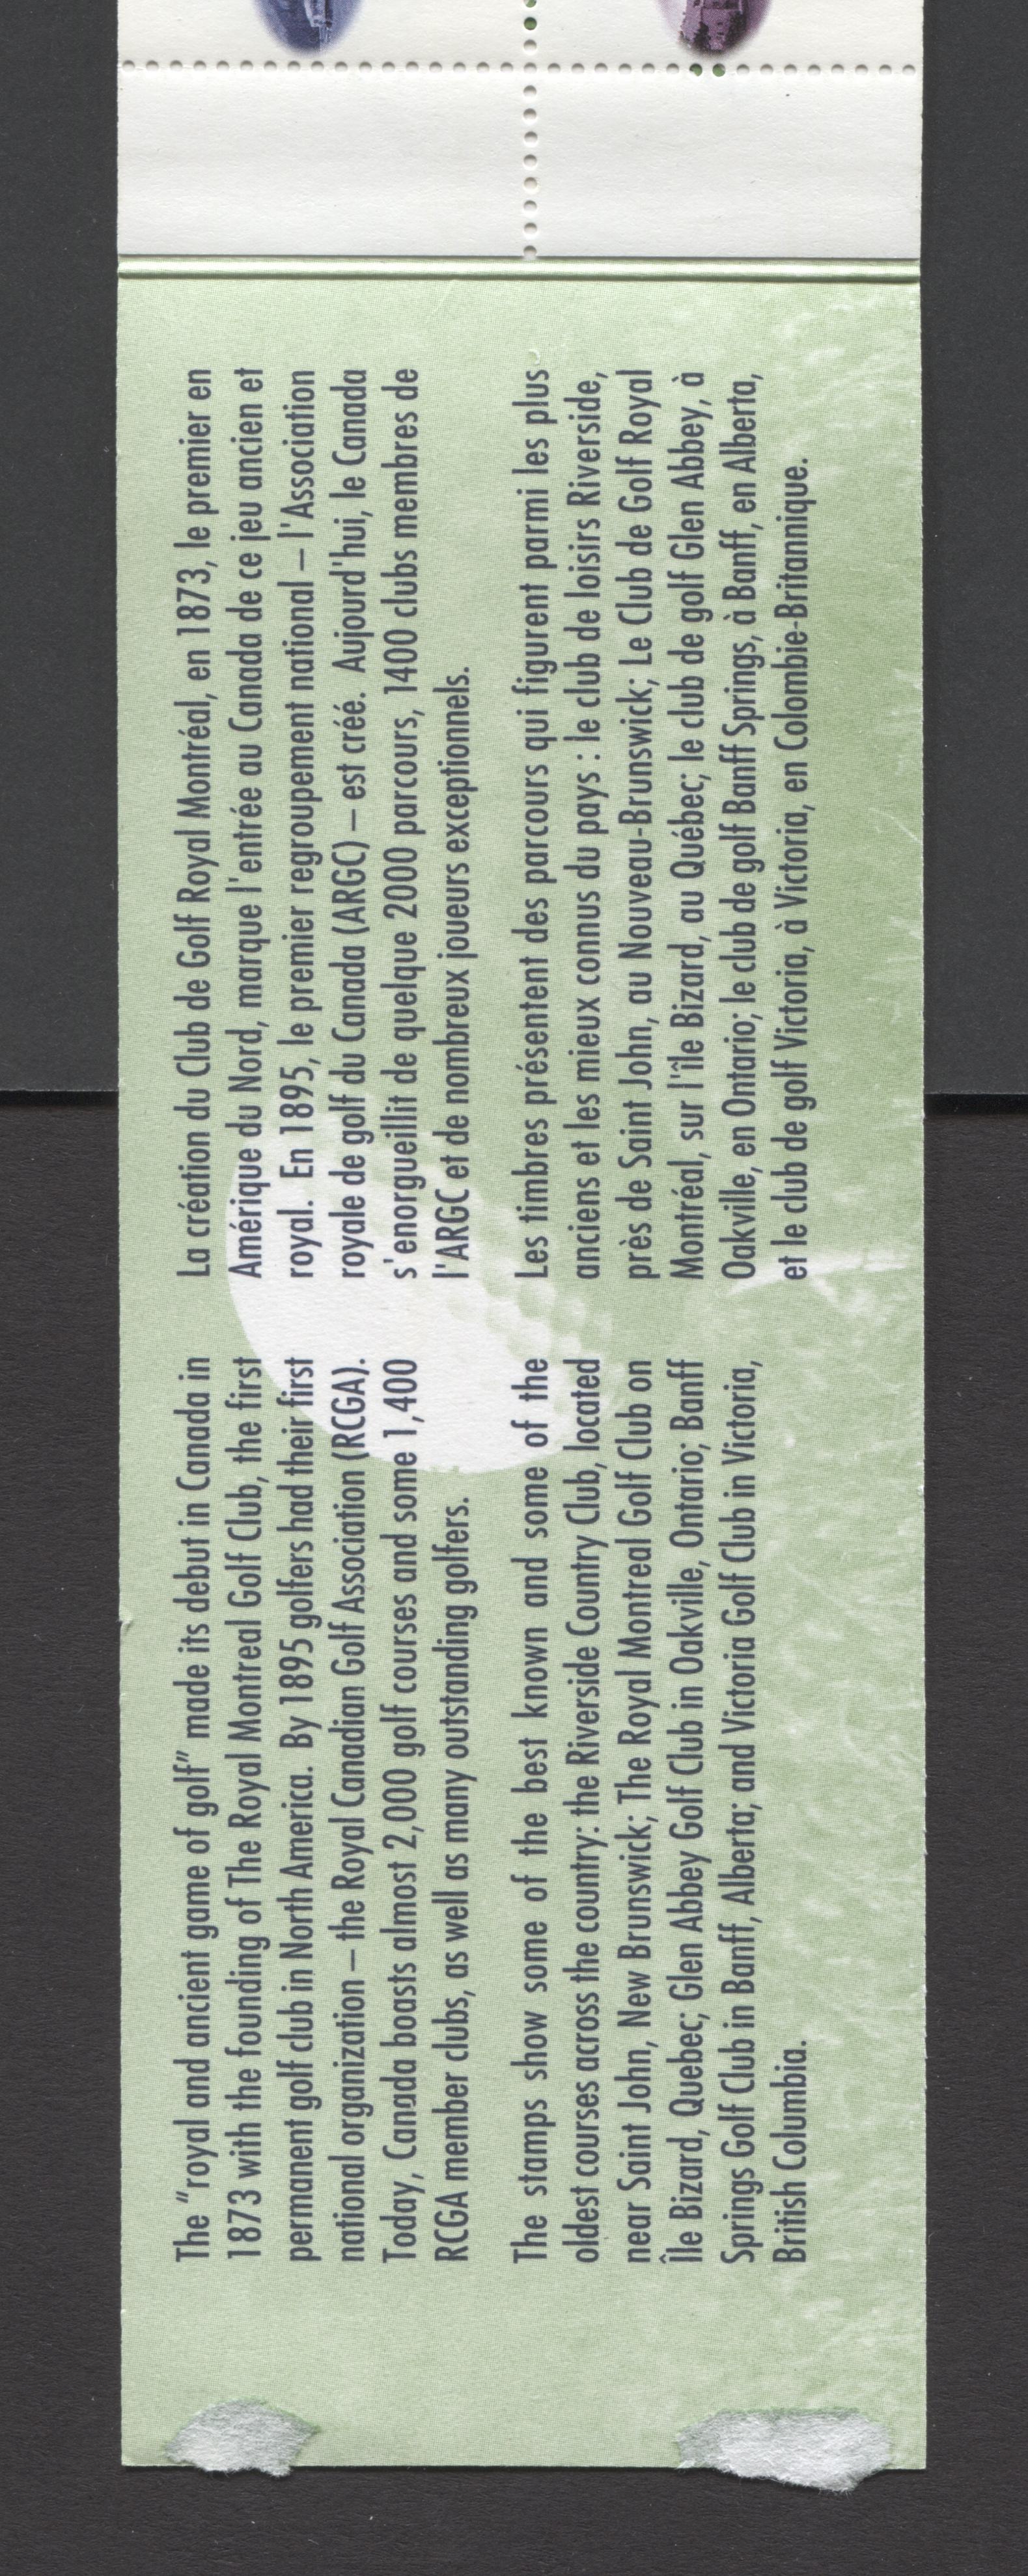 The “royal and ancient game of golf” made its debut in Canada in
1873 with the founding of The Royal Montreal Golf Club, the first
permanent golf club in North America. By 1895 golfers had their first
national organization – the Royal Canadian Golf Association (RCGA).
Today, Canada boasts almost 2,000 golf courses and some 1,400
RCGA member clubs, as well as many outstanding golfers.
The stamps show some of the best known and some of the
oldest courses across the country: the Riverside Country Club, located
near Saint John, New Brunswick; The Royal Montreal Golf Club on
Île Bizard, Quebec; Glen Abbey Golf Club in Oakville, Ontario; Banff
Springs Golf Club in Banff, Alberta; and Victoria Golf Club in Victoria,
British Columbia.
La création du Club de Golf Royal Montréal, en 1873, le premier en
Amérique du Nord, marque l'entrée au Canada de ce jeu ancien et
royal. En 1895, le premier regroupement national – l'Association
royale de golf du Canada (ARGC) – est créé. Aujourd'hui, le Canada
s'enorgueillit de quelque 2000 parcours, 1400 clubs membres de
l'ARGC et de nombreux joueurs exceptionnels.
Les timbres présentent des parcours qui figurent parmi les plus
anciens et les mieux connus du pays : le club de loisirs Riverside,
près de Saint John, au Nouveau-Brunswick; Le Club de Golf Royal
Montréal, sur l'île Bizard, au Québec; le club de golf Glen Abbey, à
Oakville, en Ontario; le club de golf Banff Springs, à Banff, en Alberta,
et le club de golf Victoria, à Victoria, en Colombie-Britannique.